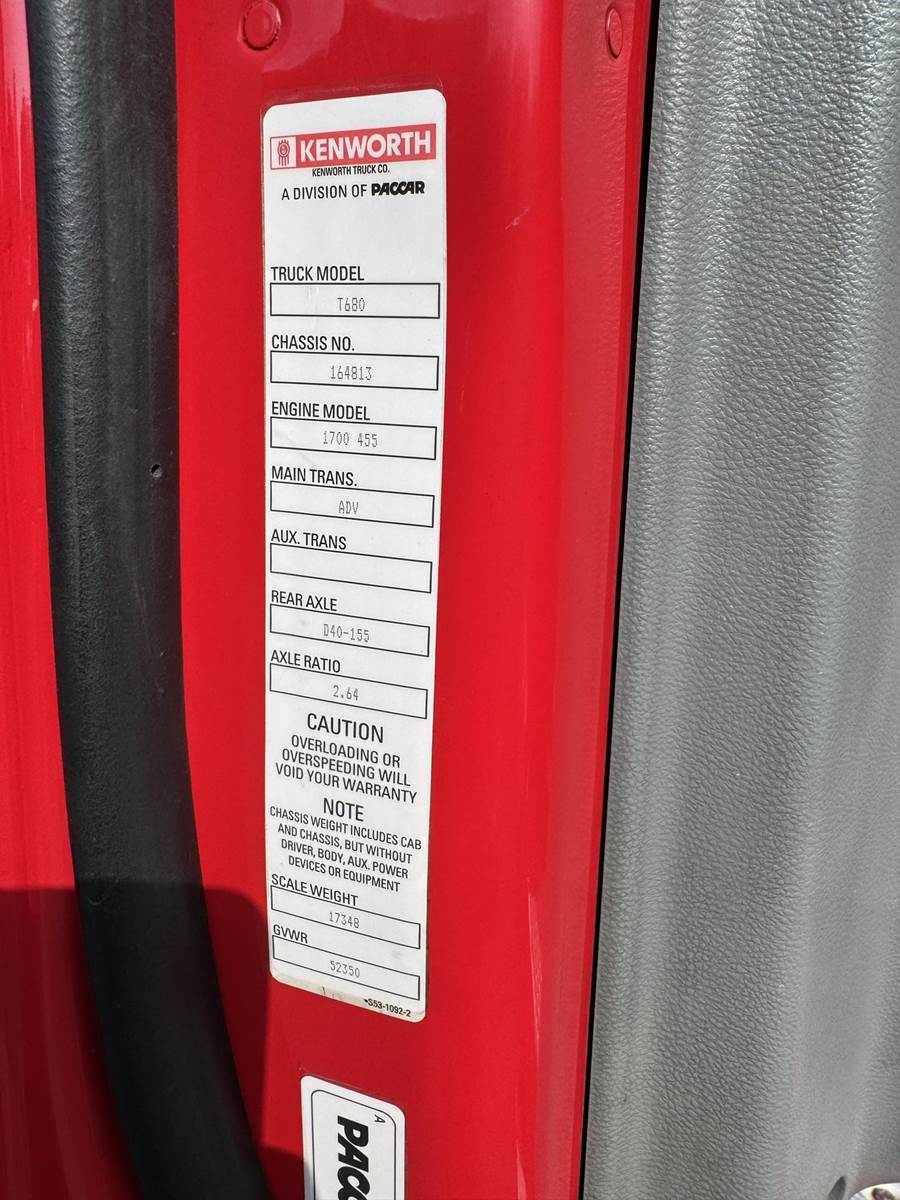 KENWORTH
KENWORTH TRUCK CO.
A DIVISION OF PACCAR
TRUCK MODEL
T680
CHASSIS NO.
164813
ENGINE MODEL
1700 455
MAIN TRANS.
ADV
AUX. TRANS
REAR AXLE
D40-155
AXLE RATIO
2.64
CAUTION
OVERLOADING OR
OVERSPEEDING WILL
VOID YOUR WARRANTY
NOTE
CHASSIS WEIGHT INCLUDES CAB
AND CHASSIS, BUT WITHOUT
DRIVER, BODY, AUX. POWER
DEVICES OR EQUIPMENT
SCALE WEIGHT
17348
GVWR
52350
*S53-1092-2
A
PACC